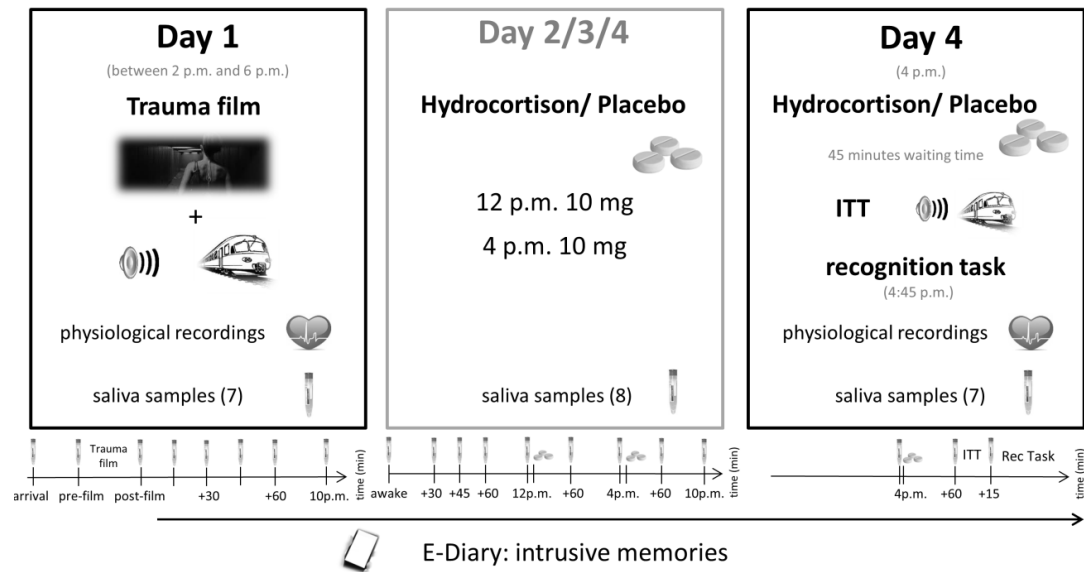 Day 1
(between 2 p.m. and 6 p.m.)
Trauma film
+
physiological recordings
saliva samples (7)
Day 2/3/4
Hydrocortison/ Placebo
12 p.m. 10 mg
4 p.m. 10 mg
saliva samples (8)
Day 4
(4 p.m.)
Hydrocortison/ Placebo
45 minutes waiting time
ITT
recognition task
(4:45 p.m.)
physiological recordings
saliva samples (7)
Trauma
film
arrival pre-film post-film +30 +60 10p.m.
time (min)
awake +30 +45 +60 12p.m. +60 4p.m. +60 10p.m.
time (min)
ITT Rec Task
4p.m. +60 +15
time (min)
E-Diary: intrusive memories